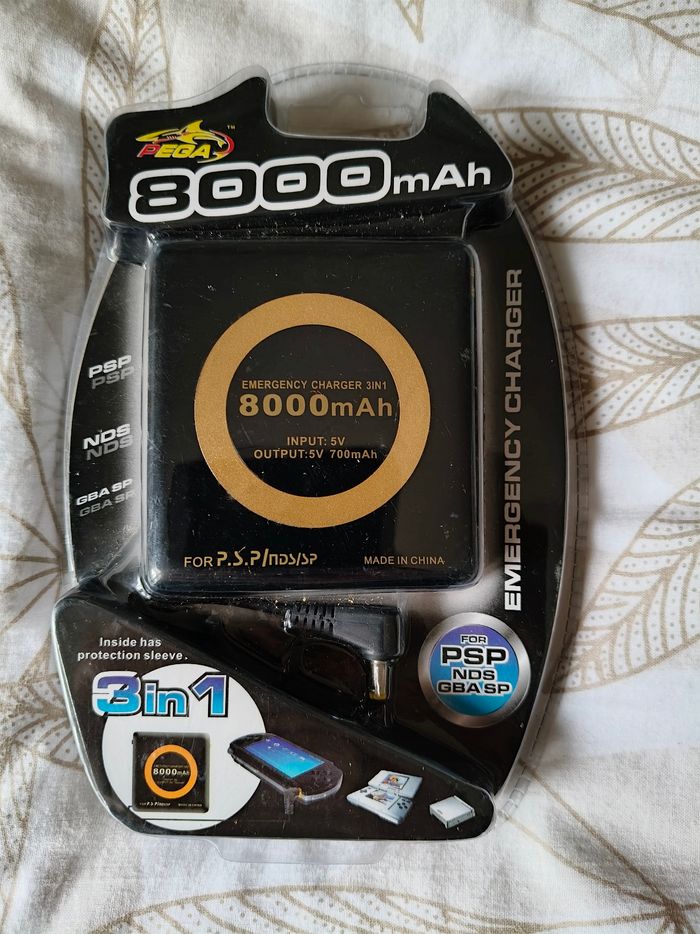 PEGA TM
8000mAh
PSP
PSP
NDS
NDS
GBA SP
GBA SP
EMERGENCY CHARGER
EMERGENCY CHARGER 3IN1
8000mAh
INPUT: 5V
OUTPUT:5V 700mAh
FOR P.S.P/NDS/SP MADE IN CHINA
Inside has
protection sleeve.
3in1
FOR
PSP
NDS
GBA SP
8000mAh